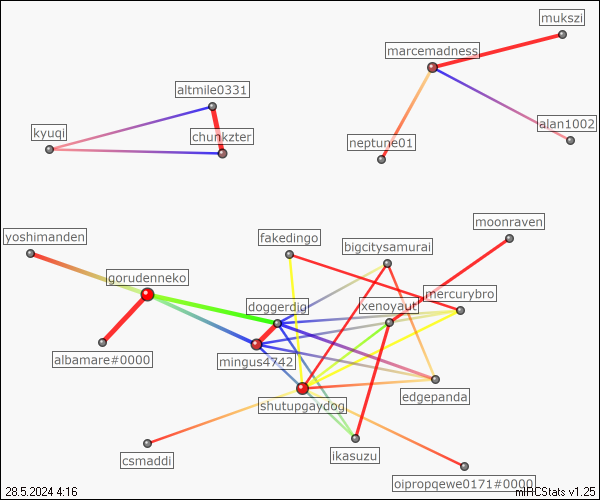 mukszi
marcemadness
altmile0331
alan1002
kyuqi
chunkzter
neptune01
moonraven
yoshimanden
fakedingo
bigcitysamurai
gorudenneko
mercurybro
doggerdio
xenoyaut
albamare#0000
mingus4742
edgepanda
shutupgaydog
ikasuzu
csmaddi
oipropqewe0171#0000
28.5.2024 4:16
mIRCStats v1.25